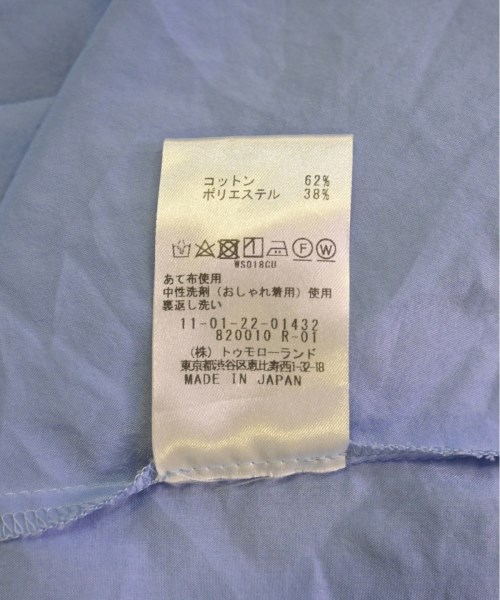 コットン 62%
ポリエステル 38%
F W
WS018CU
あて布使用
中性洗剤（おしゃれ着用）使用
裏返し洗い
11-01-22-01432
820010 R-01
（株）トゥモローランド
東京都渋谷区恵比寿西1-32-18
MADE IN JAPAN